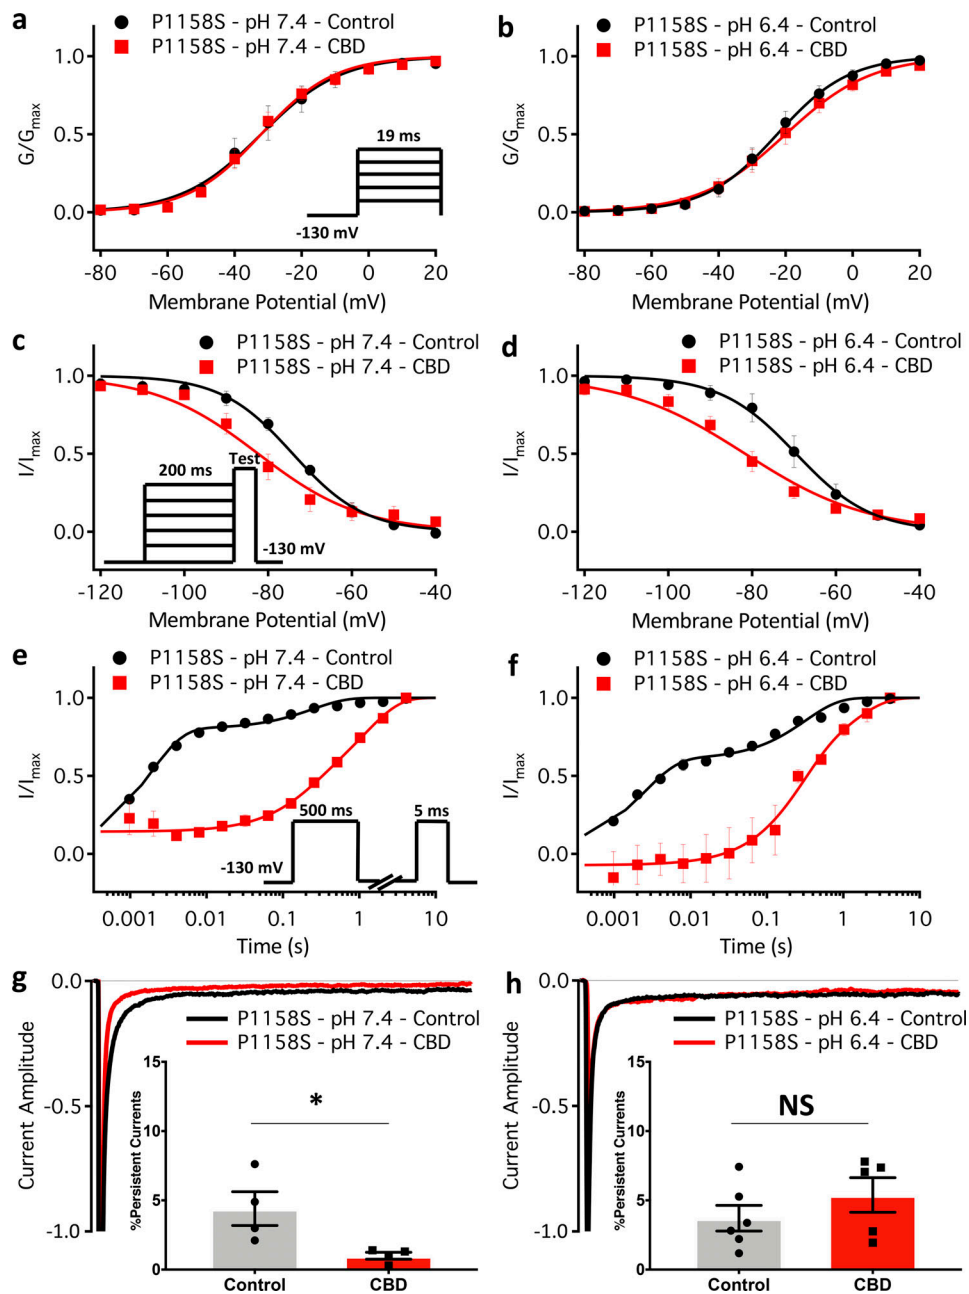 a
P1158S - pH 7.4 - Control
P1158S - pH 7.4 - CBD
1.0
0.5
0.0
G/Gmax
19 ms
-130 mV
-80 -60 -40 -20 0 20
Membrane Potential (mV)
b
P1158S - pH 6.4 - Control
P1158S - pH 6.4 - CBD
1.0
0.5
0.0
G/Gmax
-80 -60 -40 -20 0 20
Membrane Potential (mV)
c
P1158S - pH 7.4 - Control
P1158S - pH 7.4 - CBD
1.0
0.5
0.0
I/Imax
200 ms
Test
-130 mV
-120 -100 -80 -60 -40
Membrane Potential (mV)
d
P1158S - pH 6.4 - Control
P1158S - pH 6.4 - CBD
1.0
0.5
0.0
I/Imax
-120 -100 -80 -60 -40
Membrane Potential (mV)
e
P1158S - pH 7.4 - Control
P1158S - pH 7.4 - CBD
1.0
0.5
0.0
I/Imax
500 ms
5 ms
-130 mV
0.001 0.01 0.1 1 10
Time (s)
f
P1158S - pH 6.4 - Control
P1158S - pH 6.4 - CBD
1.0
0.5
0.0
I/Imax
0.001 0.01 0.1 1 10
Time (s)
g
0.0
-0.5
-1.0
Current Amplitude
P1158S - pH 7.4 - Control
P1158S - pH 7.4 - CBD
15
10
5
0
%Persistent Currents
*
Control CBD
h
0.0
-0.5
-1.0
Current Amplitude
P1158S - pH 6.4 - Control
P1158S - pH 6.4 - CBD
15
10
5
0
%Persistent Currents
NS
Control CBD